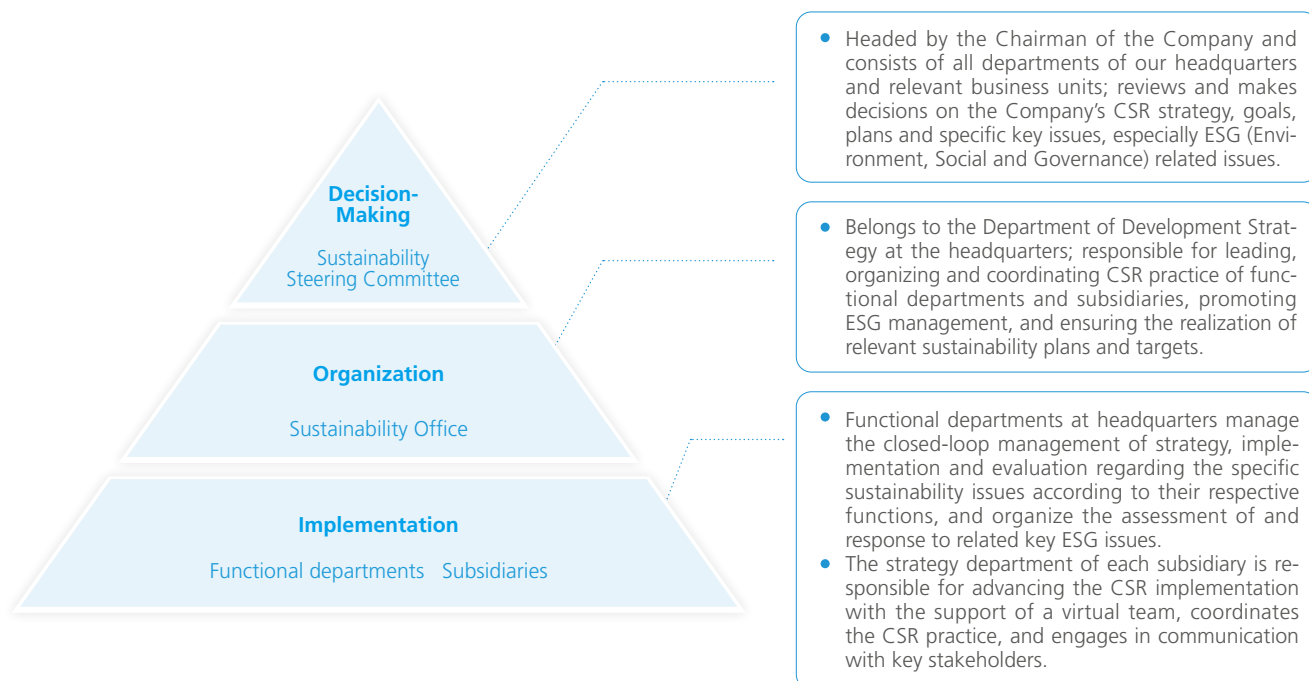 Decision-
Making
Sustainability
Steering Committee
Organization
Sustainability Office
Implementation
Functional departments Subsidiaries
• Headed by the Chairman of the Company and
consists of all departments of our headquarters
and relevant business units; reviews and makes
decisions on the Company's CSR strategy, goals,
plans and specific key issues, especially ESG (Envi-
ronment, Social and Governance) related issues.
• Belongs to the Department of Development Strat-
egy at the headquarters; responsible for leading,
organizing and coordinating CSR practice of func-
tional departments and subsidiaries, promoting
ESG management, and ensuring the realization of
relevant sustainability plans and targets.
• Functional departments at headquarters manage
the closed-loop management of strategy, imple-
mentation and evaluation regarding the specific
sustainability issues according to their respective
functions, and organize the assessment of and
response to related key ESG issues.
• The strategy department of each subsidiary is re-
sponsible for advancing the CSR implementation
with the support of a virtual team, coordinates
the CSR practice, and engages in communication
with key stakeholders.